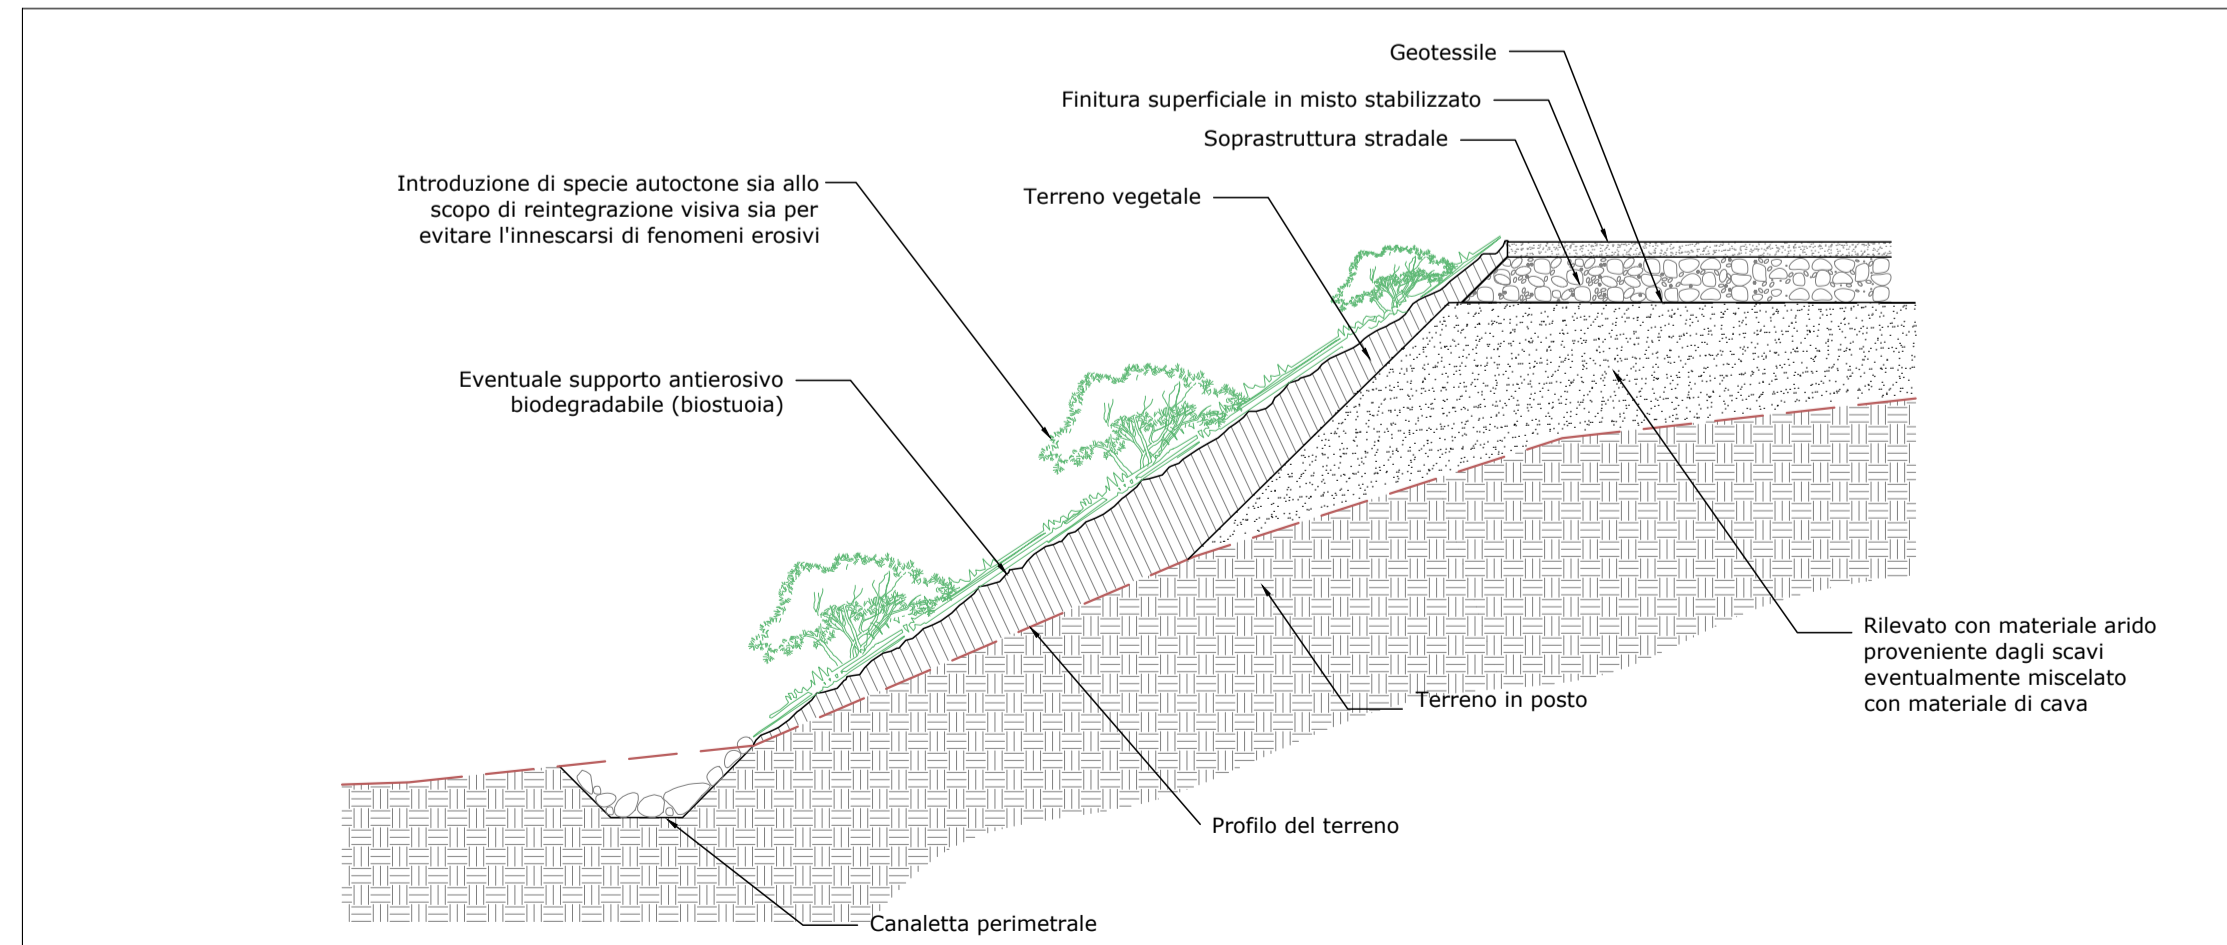 Geotessile
Finitura superficiale in misto stabilizzato
Soprastruttura stradale
Introduzione di specie autoctone sia allo
scopo di reintegrazione visiva sia per
evitare l'innescarsi di fenomeni erosivi
Terreno vegetale
Eventuale supporto antierosivo
biodegradabile (biostuoia)
Rilevato con materiale arido
proveniente dagli scavi
eventualmente miscelato
con materiale di cava
Terreno in posto
Profilo del terreno
Canaletta perimetrale